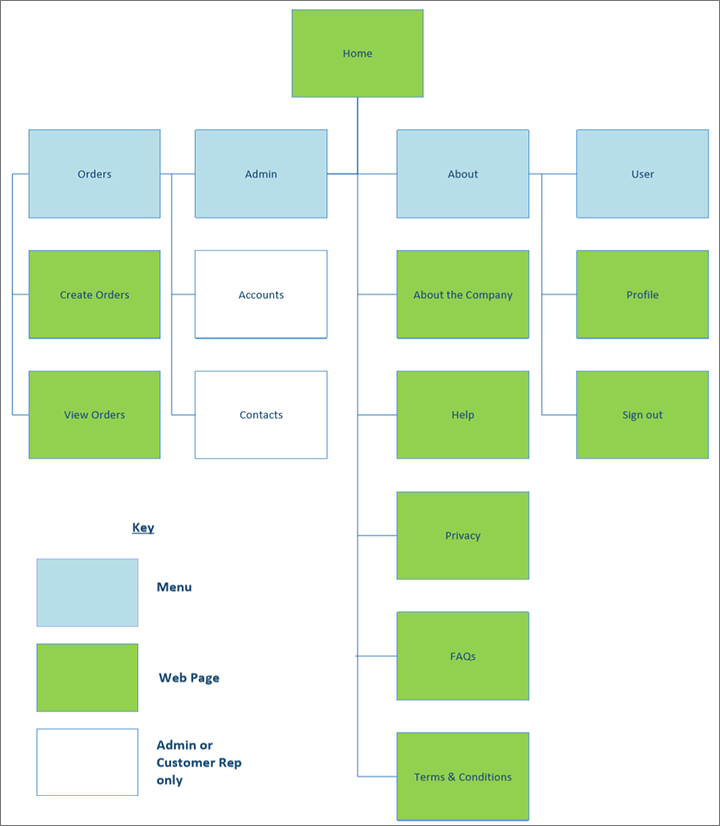 Home
Orders
Admin
About
User
Create Orders
Accounts
About the Company
Profile
View Orders
Contacts
Help
Sign out
Privacy
FAQs
Terms & Conditions
Key
Menu
Web Page
Admin or
Customer Rep
only